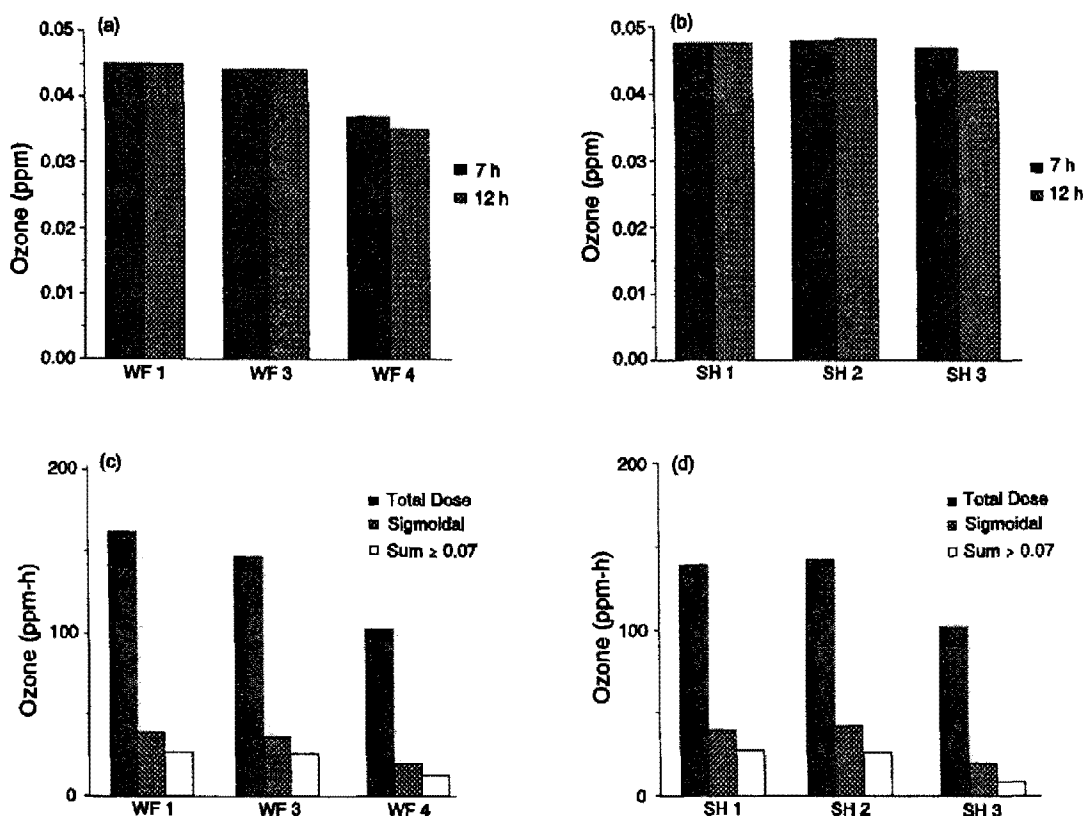 (a)
0.05
0.04
0.03
0.02
0.01
0.00
Ozone (ppm)
7 h
12 h
WF 1 WF 3 WF 4
(b)
0.05
0.04
0.03
0.02
0.01
0.00
Ozone (ppm)
7 h
12 h
SH 1 SH 2 SH 3
(c)
200
100
0
Ozone (ppm-h)
Total Dose
Sigmoidal
Sum ≥ 0.07
WF 1 WF 3 WF 4
(d)
200
100
0
Ozone (ppm-h)
Total Dose
Sigmoidal
Sum > 0.07
SH 1 SH 2 SH 3